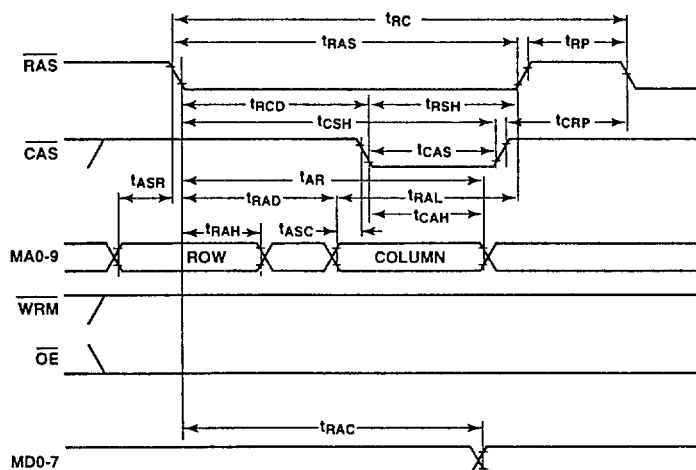 tRC
tRAS
tRP
RAS
tRCD
tRSH
tCSH
tCRP
CAS
tCAS
tASR
tAR
tRAD
tRAL
tRAH
tASC
tCAH
MA0-9
ROW
COLUMN
WRM
OE
tRAC
MD0-7